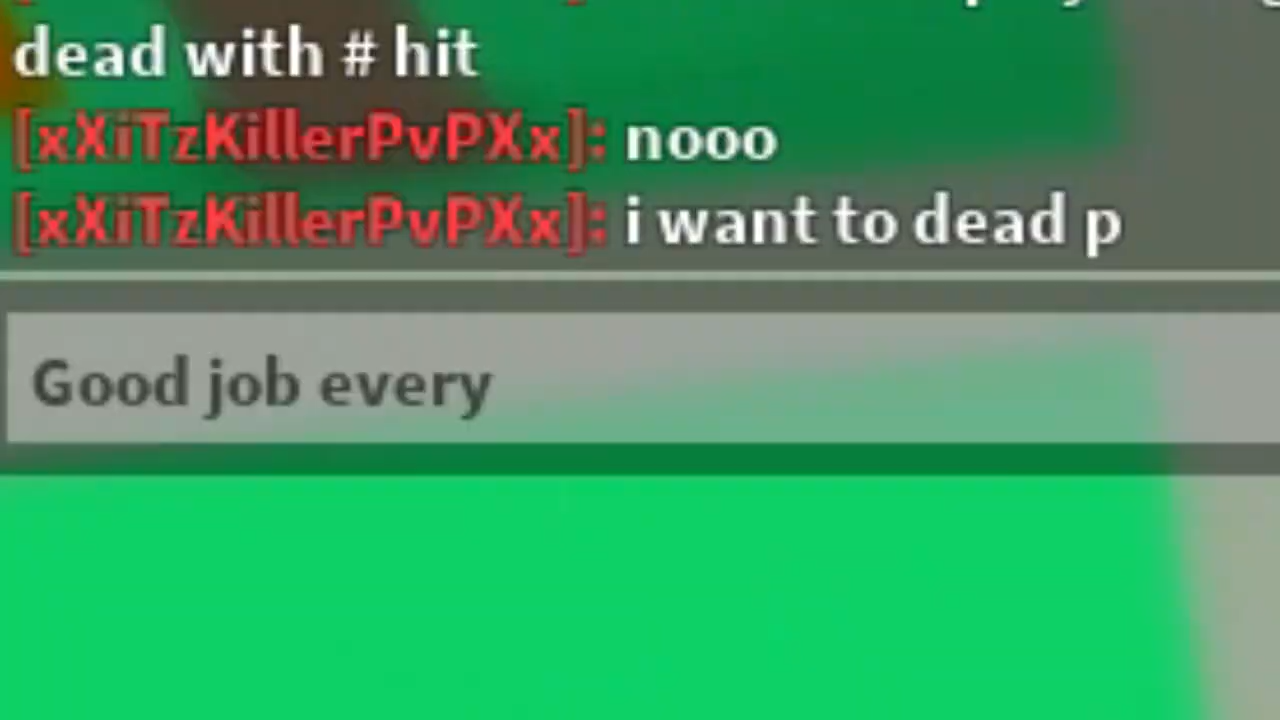 dead with # hit
[xXiTzKillerPvPXx]: nooo
[xXiTzKillerPvPXx]: i want to dead p
Good job every